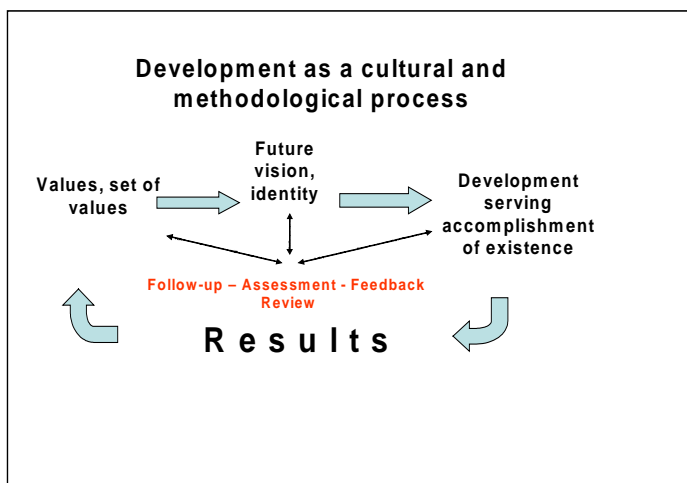 Development as a cultural and
methodological process
Values, set of
values
Future
vision,
identity
Development
serving
accomplishment
of existence
Follow-up – Assessment - Feedback
Review
Results